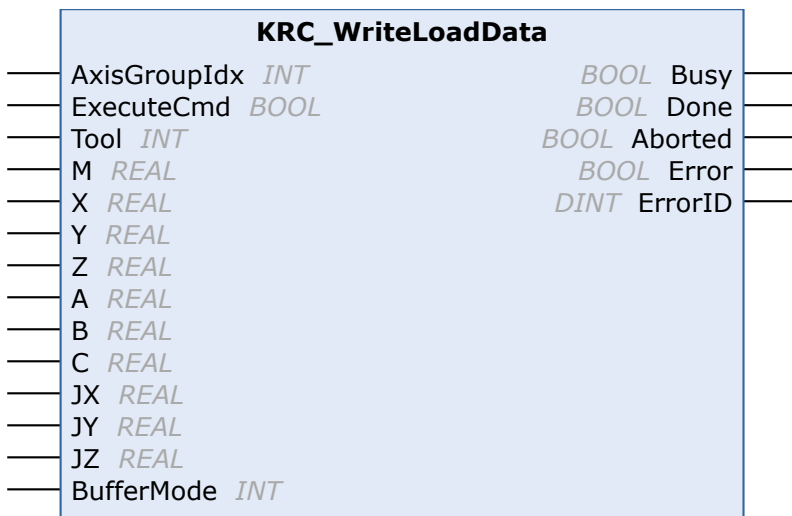 KRC_WriteLoadData
AxisGroupIdx INT BOOL Busy
ExecuteCmd BOOL BOOL Done
Tool INT BOOL Aborted
M REAL BOOL Error
X REAL DINT ErrorID
Y REAL
Z REAL
A REAL
B REAL
C REAL
JX REAL
JY REAL
JZ REAL
BufferMode INT